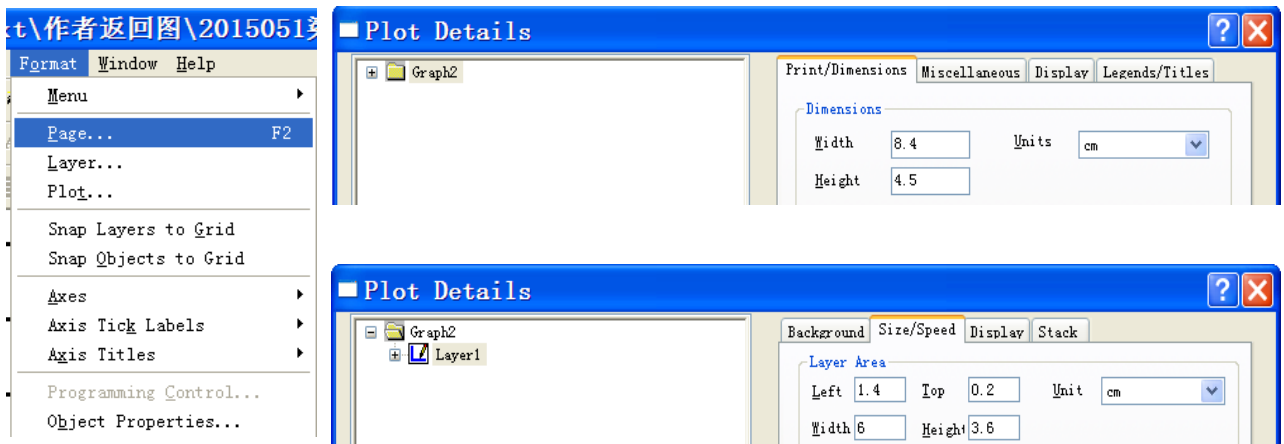 t\作者返回图\2015051
Format Window Help
Menu
Page... F2
Layer...
Plot...
Snap Layers to Grid
Snap Objects to Grid
Axes
Axis Tick Labels
Axis Titles
Programming Control...
Object Properties...
Plot Details
Graph2
Print/Dimensions Miscellaneous Display Legends/Titles
Dimensions
Width 8.4 Units cm
Height 4.5
Plot Details
Graph2
Layer1
Background Size/Speed Display Stack
Layer Area
Left 1.4 Top 0.2 Unit cm
Width 6 Height 3.6